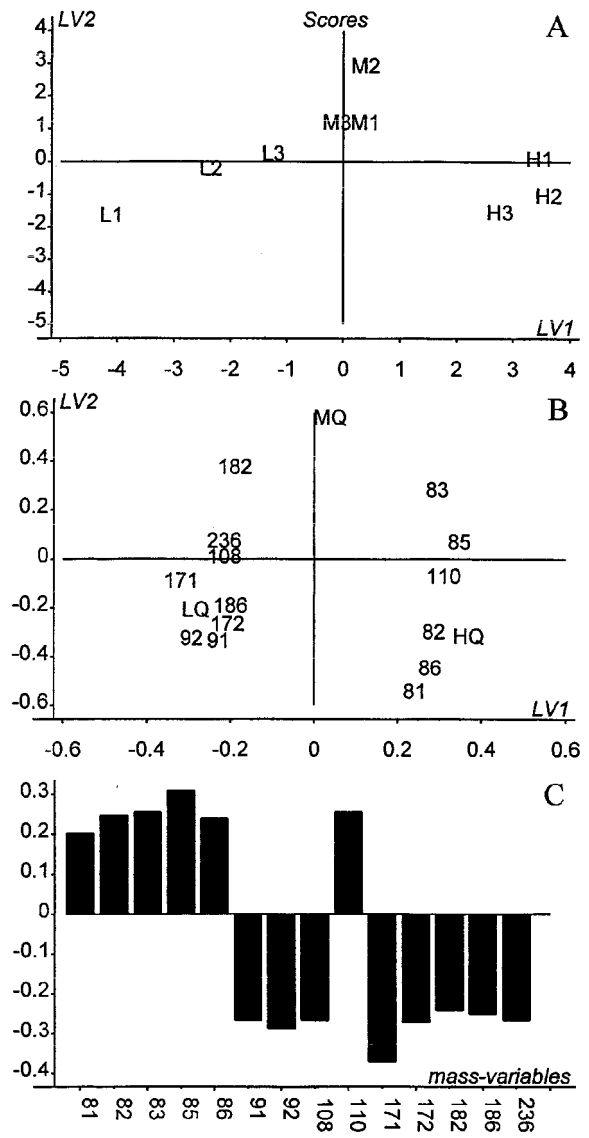 LV2 Scores A
4
M2
3
2
M3M1
1
L3
H1
0
L2
-1
H2
L1
H3
-2
-3
-4
-5
LV1
-5 -4 -3 -2 -1 0 1 2 3 4
0.6 LV2 MQ B
182
0.4
83
0.2
236
85
108
0
171
110
-0.2
LQ 186
172
82 HQ
92 91
-0.4
86
81
-0.6
LV1
-0.6 -0.4 -0.2 0 0.2 0.4 0.6
C
0.3
0.2
0.1
0
-0.1
-0.2
-0.3
-0.4
mass-variables
81 82 83 85 86 91 92 108 110 171 172 182 186 236